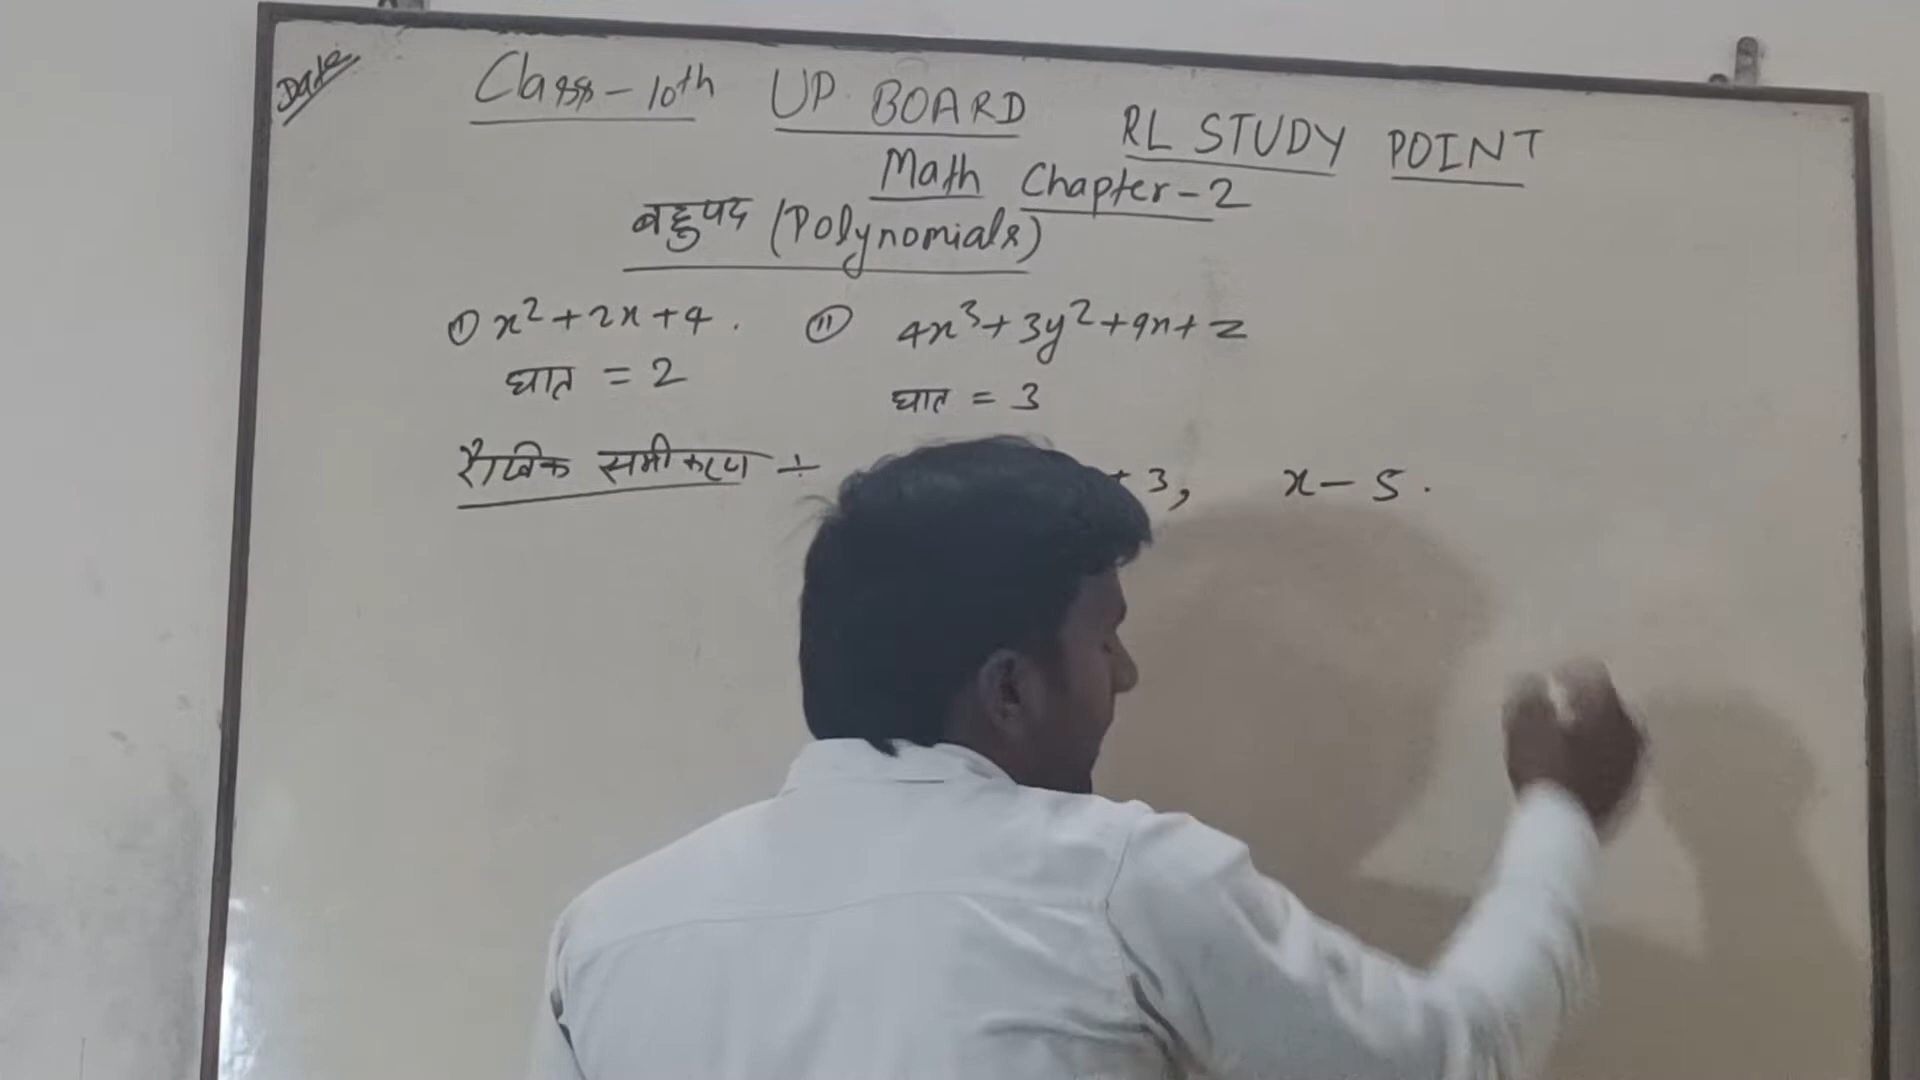 Date
Class-10th UP BOARD RL STUDY POINT
Math Chapter-2
बहुपद (Polynomials)
① x²+2x+4. ⑪ 4x³+3y²+9x+2
घात = 2 घात = 3
रैखिक समीकरण ÷ + 3, x-5.